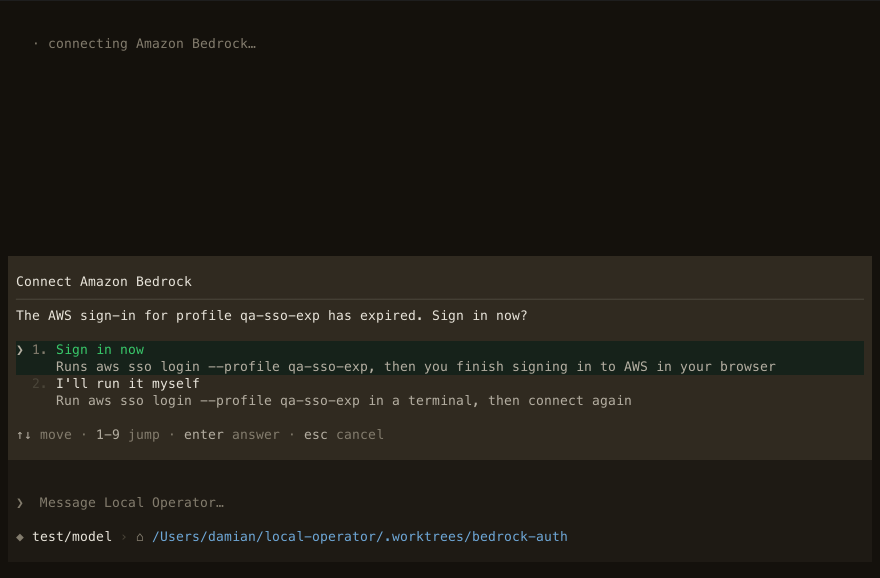 · connecting Amazon Bedrock…
Connect Amazon Bedrock
The AWS sign-in for profile qa-sso-exp has expired. Sign in now?
❯ 1. Sign in now
Runs aws sso login --profile qa-sso-exp, then you finish signing in to AWS in your browser
2. I'll run it myself
Run aws sso login --profile qa-sso-exp in a terminal, then connect again
↑↓ move · 1-9 jump · enter answer · esc cancel
❯ Message Local Operator…
◆ test/model › ⌂ /Users/damian/local-operator/.worktrees/bedrock-auth